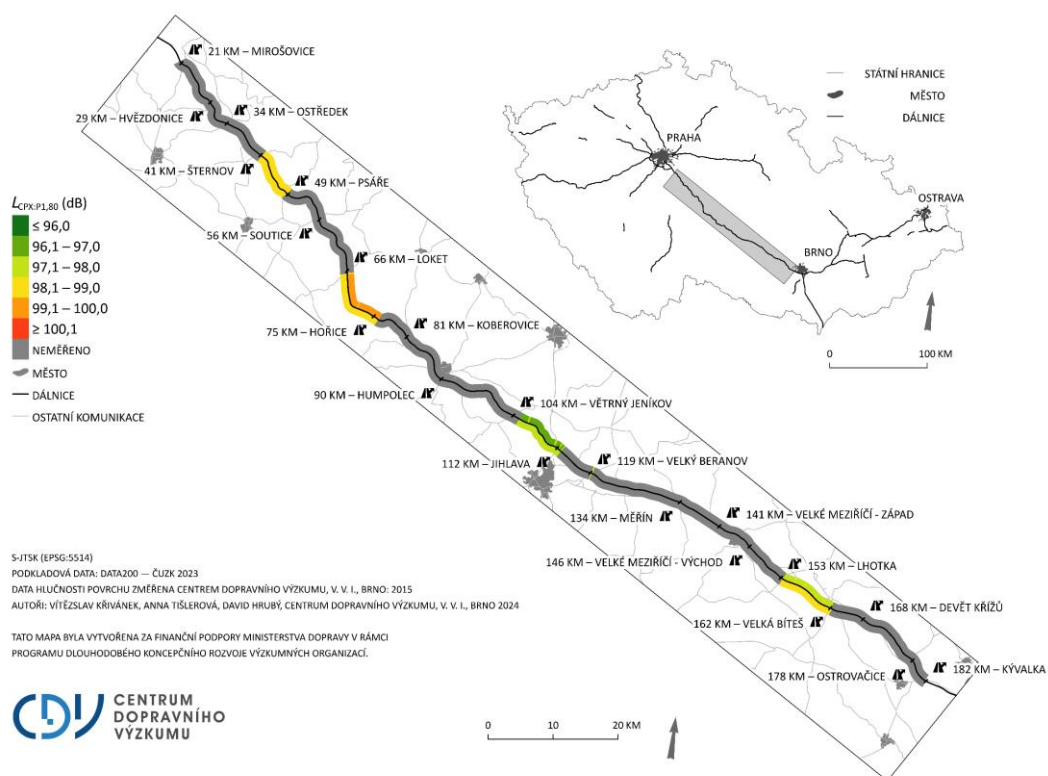 21 KM – MIROŠOVICE
29 KM – HVĚZDONICE
34 KM – OSTŘEDEK
41 KM – ŠTERNOV
49 KM – PSÁŘE
56 KM – SOUTICE
66 KM – LOKET
75 KM – HOŘICE
81 KM – KOBEROVICE
90 KM – HUMPOLEC
104 KM – VĚTRNÝ JENÍKOV
112 KM – JIHLAVA
119 KM – VELKÝ BERANOV
134 KM – MĚŘÍN
141 KM – VELKÉ MEZIŘÍČÍ - ZÁPAD
146 KM – VELKÉ MEZIŘÍČÍ - VÝCHOD
153 KM – LHOTKA
162 KM – VELKÁ BÍTEŠ
168 KM – DEVĚT KŘÍŽŮ
178 KM – OSTROVAČICE
182 KM – KÝVALKA
STÁTNÍ HRANICE
MĚSTO
DÁLNICE
PRAHA
OSTRAVA
BRNO
0 100 KM
LCPX:P1,80 (dB)
≤ 96,0
96,1 – 97,0
97,1 – 98,0
98,1 – 99,0
99,1 – 100,0
≥ 100,1
NEMĚŘENO
MĚSTO
DÁLNICE
OSTATNÍ KOMUNIKACE
S-JTSK (EPSG:5514)
PODKLADOVÁ DATA: DATA200 — ČUZK 2023
DATA HLUČNOSTI POVRCHU ZMĚŘENA CENTREM DOPRAVNÍHO VÝZKUMU, V. V. I., BRNO: 2015
AUTOŘI: VÍTĚZSLAV KŘIVÁNEK, ANNA TIŠLEROVÁ, DAVID HRUBÝ, CENTRUM DOPRAVNÍHO VÝZKUMU, V. V. I., BRNO 2024
TATO MAPA BYLA VYTVOŘENA ZA FINANČNÍ PODPORY MINISTERSTVA DOPRAVY V RÁMCI
PROGRAMU DLOUHODOBÉHO KONCEPČNÍHO ROZVOJE VÝZKUMNÝCH ORGANIZACÍ.
CDV
CENTRUM
DOPRAVNÍHO
VÝZKUMU
0 10 20 KM